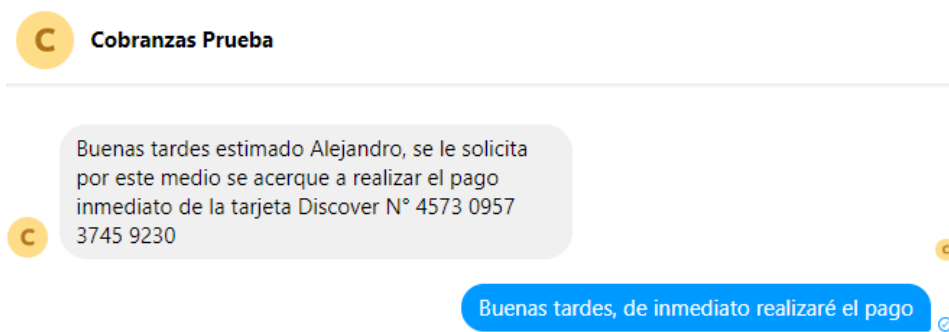 C Cobranzas Prueba
Buenas tardes estimado Alejandro, se le solicita
por este medio se acerque a realizar el pago
inmediato de la tarjeta Discover N° 4573 0957
3745 9230
C
C
Buenas tardes, de inmediato realizaré el pago